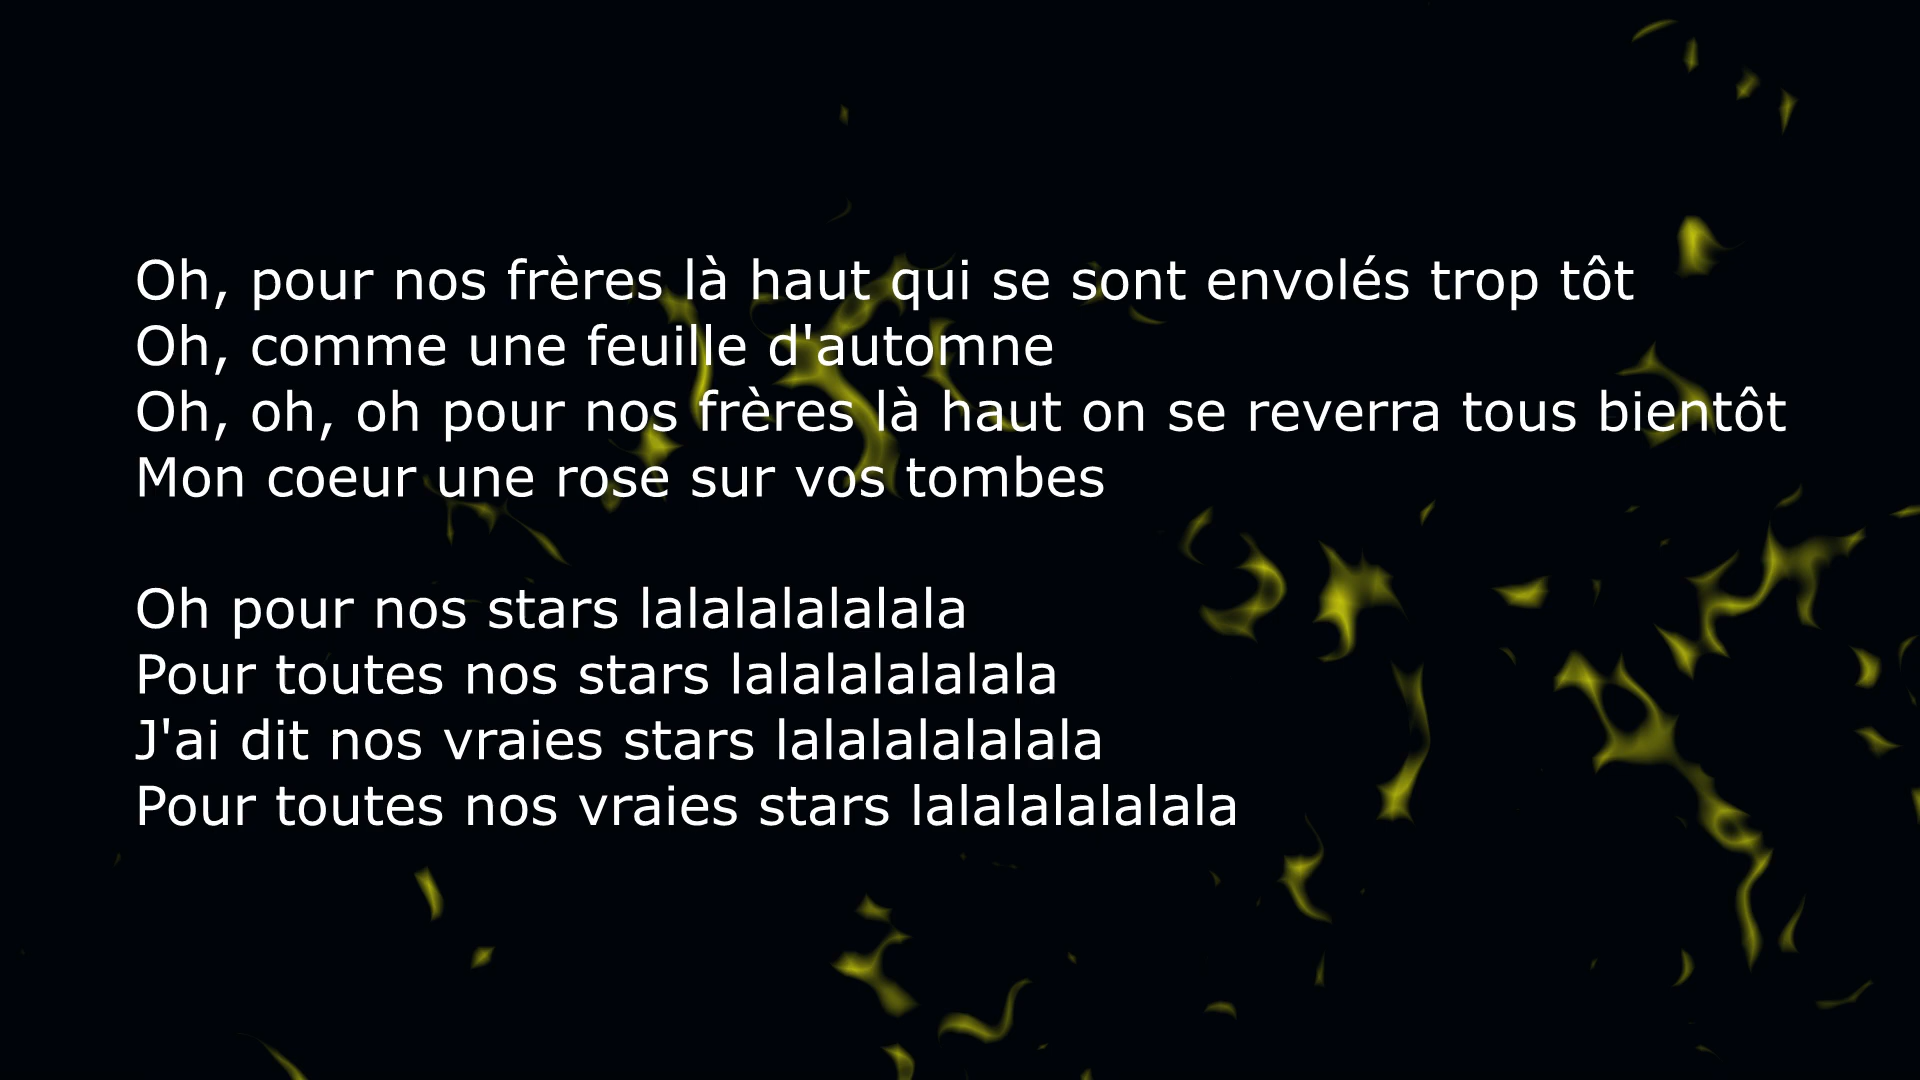 Oh, pour nos frères là haut qui se sont envolés trop tôt
Oh, comme une feuille d'automne
Oh, oh, oh pour nos frères là haut on se reverra tous bientôt
Mon coeur une rose sur vos tombes

Oh pour nos stars lalalalalalala
Pour toutes nos stars lalalalalalala
J'ai dit nos vraies stars lalalalalalala
Pour toutes nos vraies stars lalalalalalala